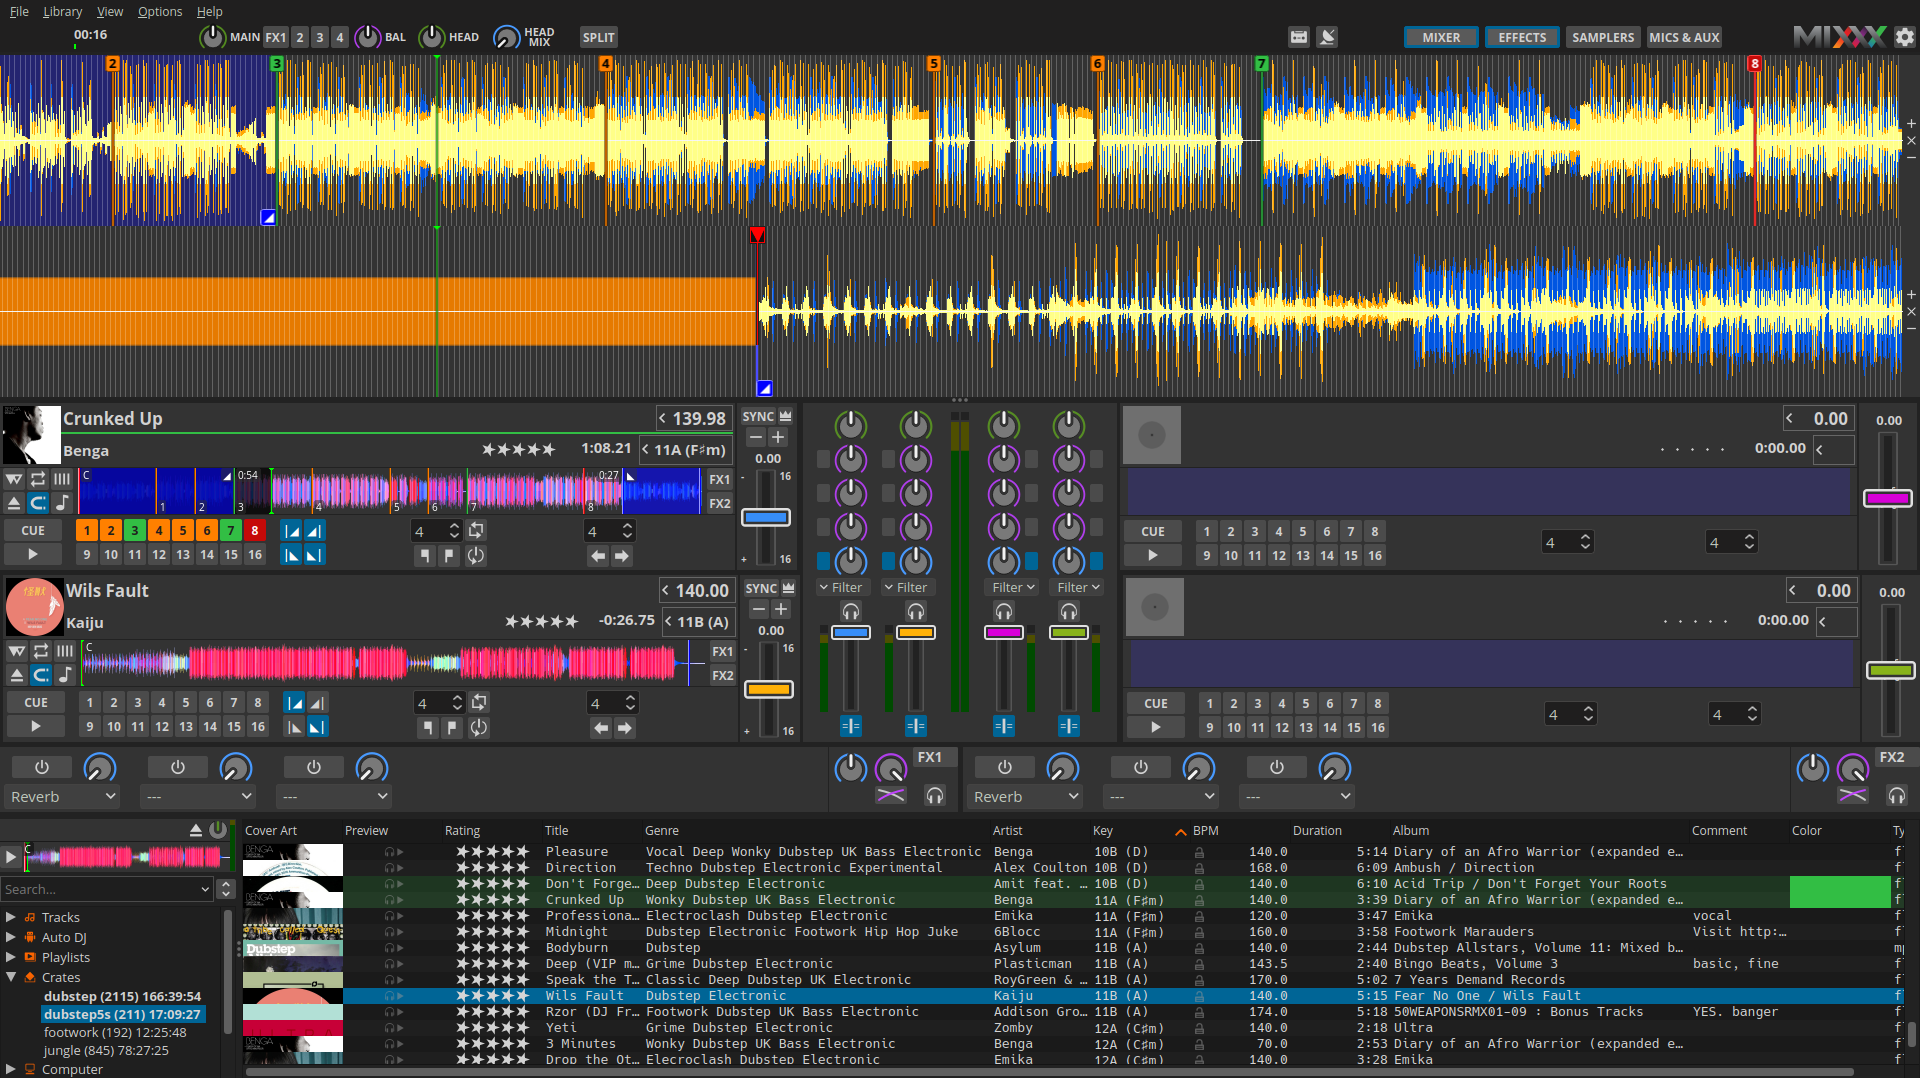 File Library View Options Help
00:16 MAIN FX1 2 3 4 BAL HEAD HEAD MIX SPLIT MIXER EFFECTS SAMPLERS MICS & AUX MIXXX
2 3 4 5 6 7 8
Crunked Up 139.98
Benga 1:08.21 11A (F♯m)
C 0:54 0:27 FX1
1 2 3 4 5 6 7 8 FX2
CUE 1 2 3 4 5 6 7 8 4 4
9 10 11 12 13 14 15 16
SYNC
0.00
- 16
+ 16
Wils Fault 140.00
Kaiju -0:26.75 11B (A)
C FX1
FX2
CUE 1 2 3 4 5 6 7 8 4 4
9 10 11 12 13 14 15 16
SYNC
0.00
- 16
+ 16
Filter Filter Filter Filter
0.00 0.00
0:00.00
CUE 1 2 3 4 5 6 7 8 4 4
9 10 11 12 13 14 15 16
0.00 0.00
0:00.00
CUE 1 2 3 4 5 6 7 8 4 4
9 10 11 12 13 14 15 16
FX1 FX2
Reverb --- --- Reverb --- ---
C
Search...
Tracks
Auto DJ
Playlists
Crates
dubstep (2115) 166:39:54
dubstep5s (211) 17:09:27
footwork (192) 12:25:48
jungle (845) 78:27:25
Computer
Cover Art Preview Rating Title Genre Artist Key BPM Duration Album Comment Color Ty
Pleasure Vocal Deep Wonky Dubstep UK Bass Electronic Benga 10B (D) 140.0 5:14 Diary of an Afro Warrior (expanded e…
Direction Techno Dubstep Electronic Experimental Alex Coulton 10B (D) 168.0 6:09 Ambush / Direction
Don't Forge… Deep Dubstep Electronic Amit feat. … 10B (D) 140.0 6:10 Acid Trip / Don't Forget Your Roots
Crunked Up Wonky Dubstep UK Bass Electronic Benga 11A (F♯m) 140.0 3:39 Diary of an Afro Warrior (expanded e…
Professiona… Electroclash Dubstep Electronic Emika 11A (F♯m) 120.0 3:47 Emika vocal
Midnight Dubstep Electronic Footwork Hip Hop Juke 6Blocc 11A (F♯m) 160.0 3:58 Footwork Marauders Visit http:…
Bodyburn Dubstep Asylum 11B (A) 140.0 2:44 Dubstep Allstars, Volume 11: Mixed b…
Deep (VIP m… Grime Dubstep Electronic Plasticman 11B (A) 143.5 2:40 Bingo Beats, Volume 3 basic, fine
Speak the T… Classic Deep Dubstep UK Electronic RoyGreen & … 11B (A) 170.0 5:02 7 Years Demand Records
Wils Fault Dubstep Electronic Kaiju 11B (A) 140.0 5:15 Fear No One / Wils Fault
Rzor (DJ Fr… Footwork Dubstep UK Bass Electronic Addison Gro… 11B (A) 174.0 5:18 50WEAPONSRMX01-09 : Bonus Tracks YES. banger
Yeti Grime Dubstep Electronic Zomby 12A (C♯m) 140.0 2:18 Ultra
3 Minutes Wonky Dubstep UK Bass Electronic Benga 12A (C♯m) 70.0 2:53 Diary of an Afro Warrior (expanded e…
Drop the Ot… Elecroclash Dubstep Electronic Emika 12A (C♯m) 140.0 3:28 Emika